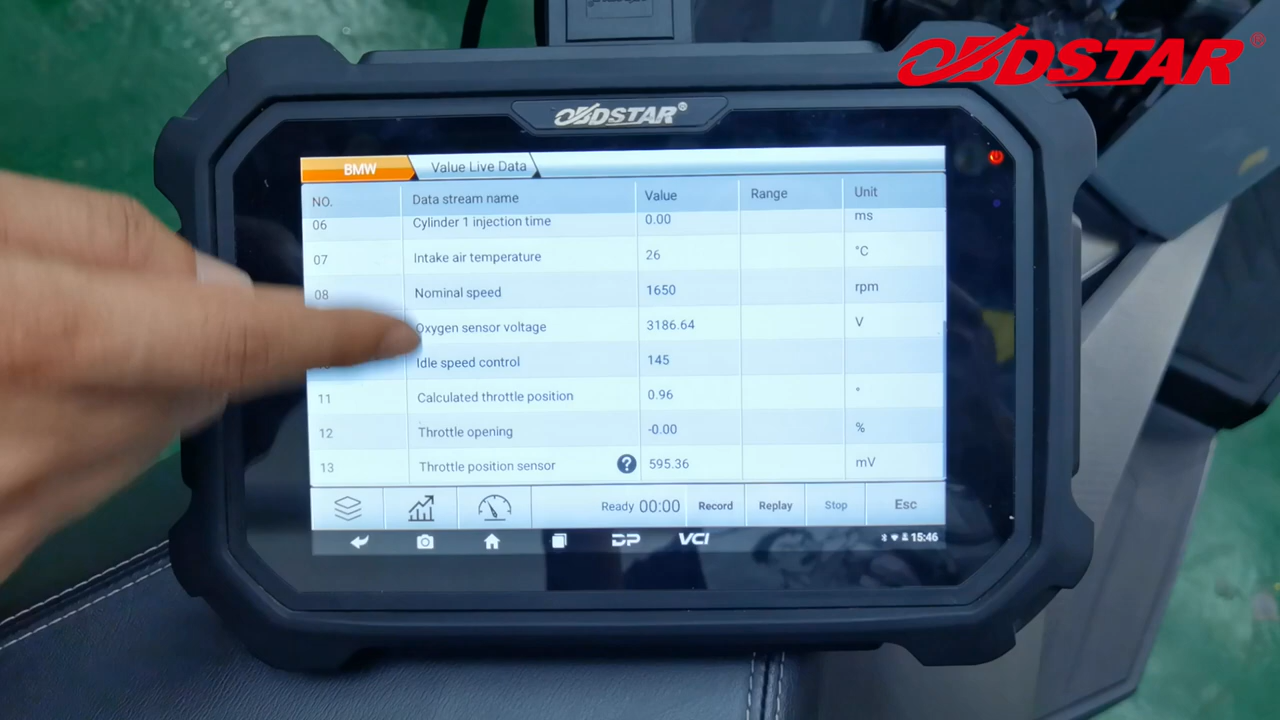 OBDSTAR®
OBDSTAR®
BMW Value Live Data
NO. Data stream name Value Range Unit
06 Cylinder 1 injection time 0.00 ms
07 Intake air temperature 26 °C
08 Nominal speed 1650 rpm
Oxygen sensor voltage 3186.64 V
Idle speed control 145
11 Calculated throttle position 0.96 °
12 Throttle opening -0.00 %
13 Throttle position sensor ? 595.36 mV
Ready 00:00 Record Replay Stop Esc
DP VCI 15:46